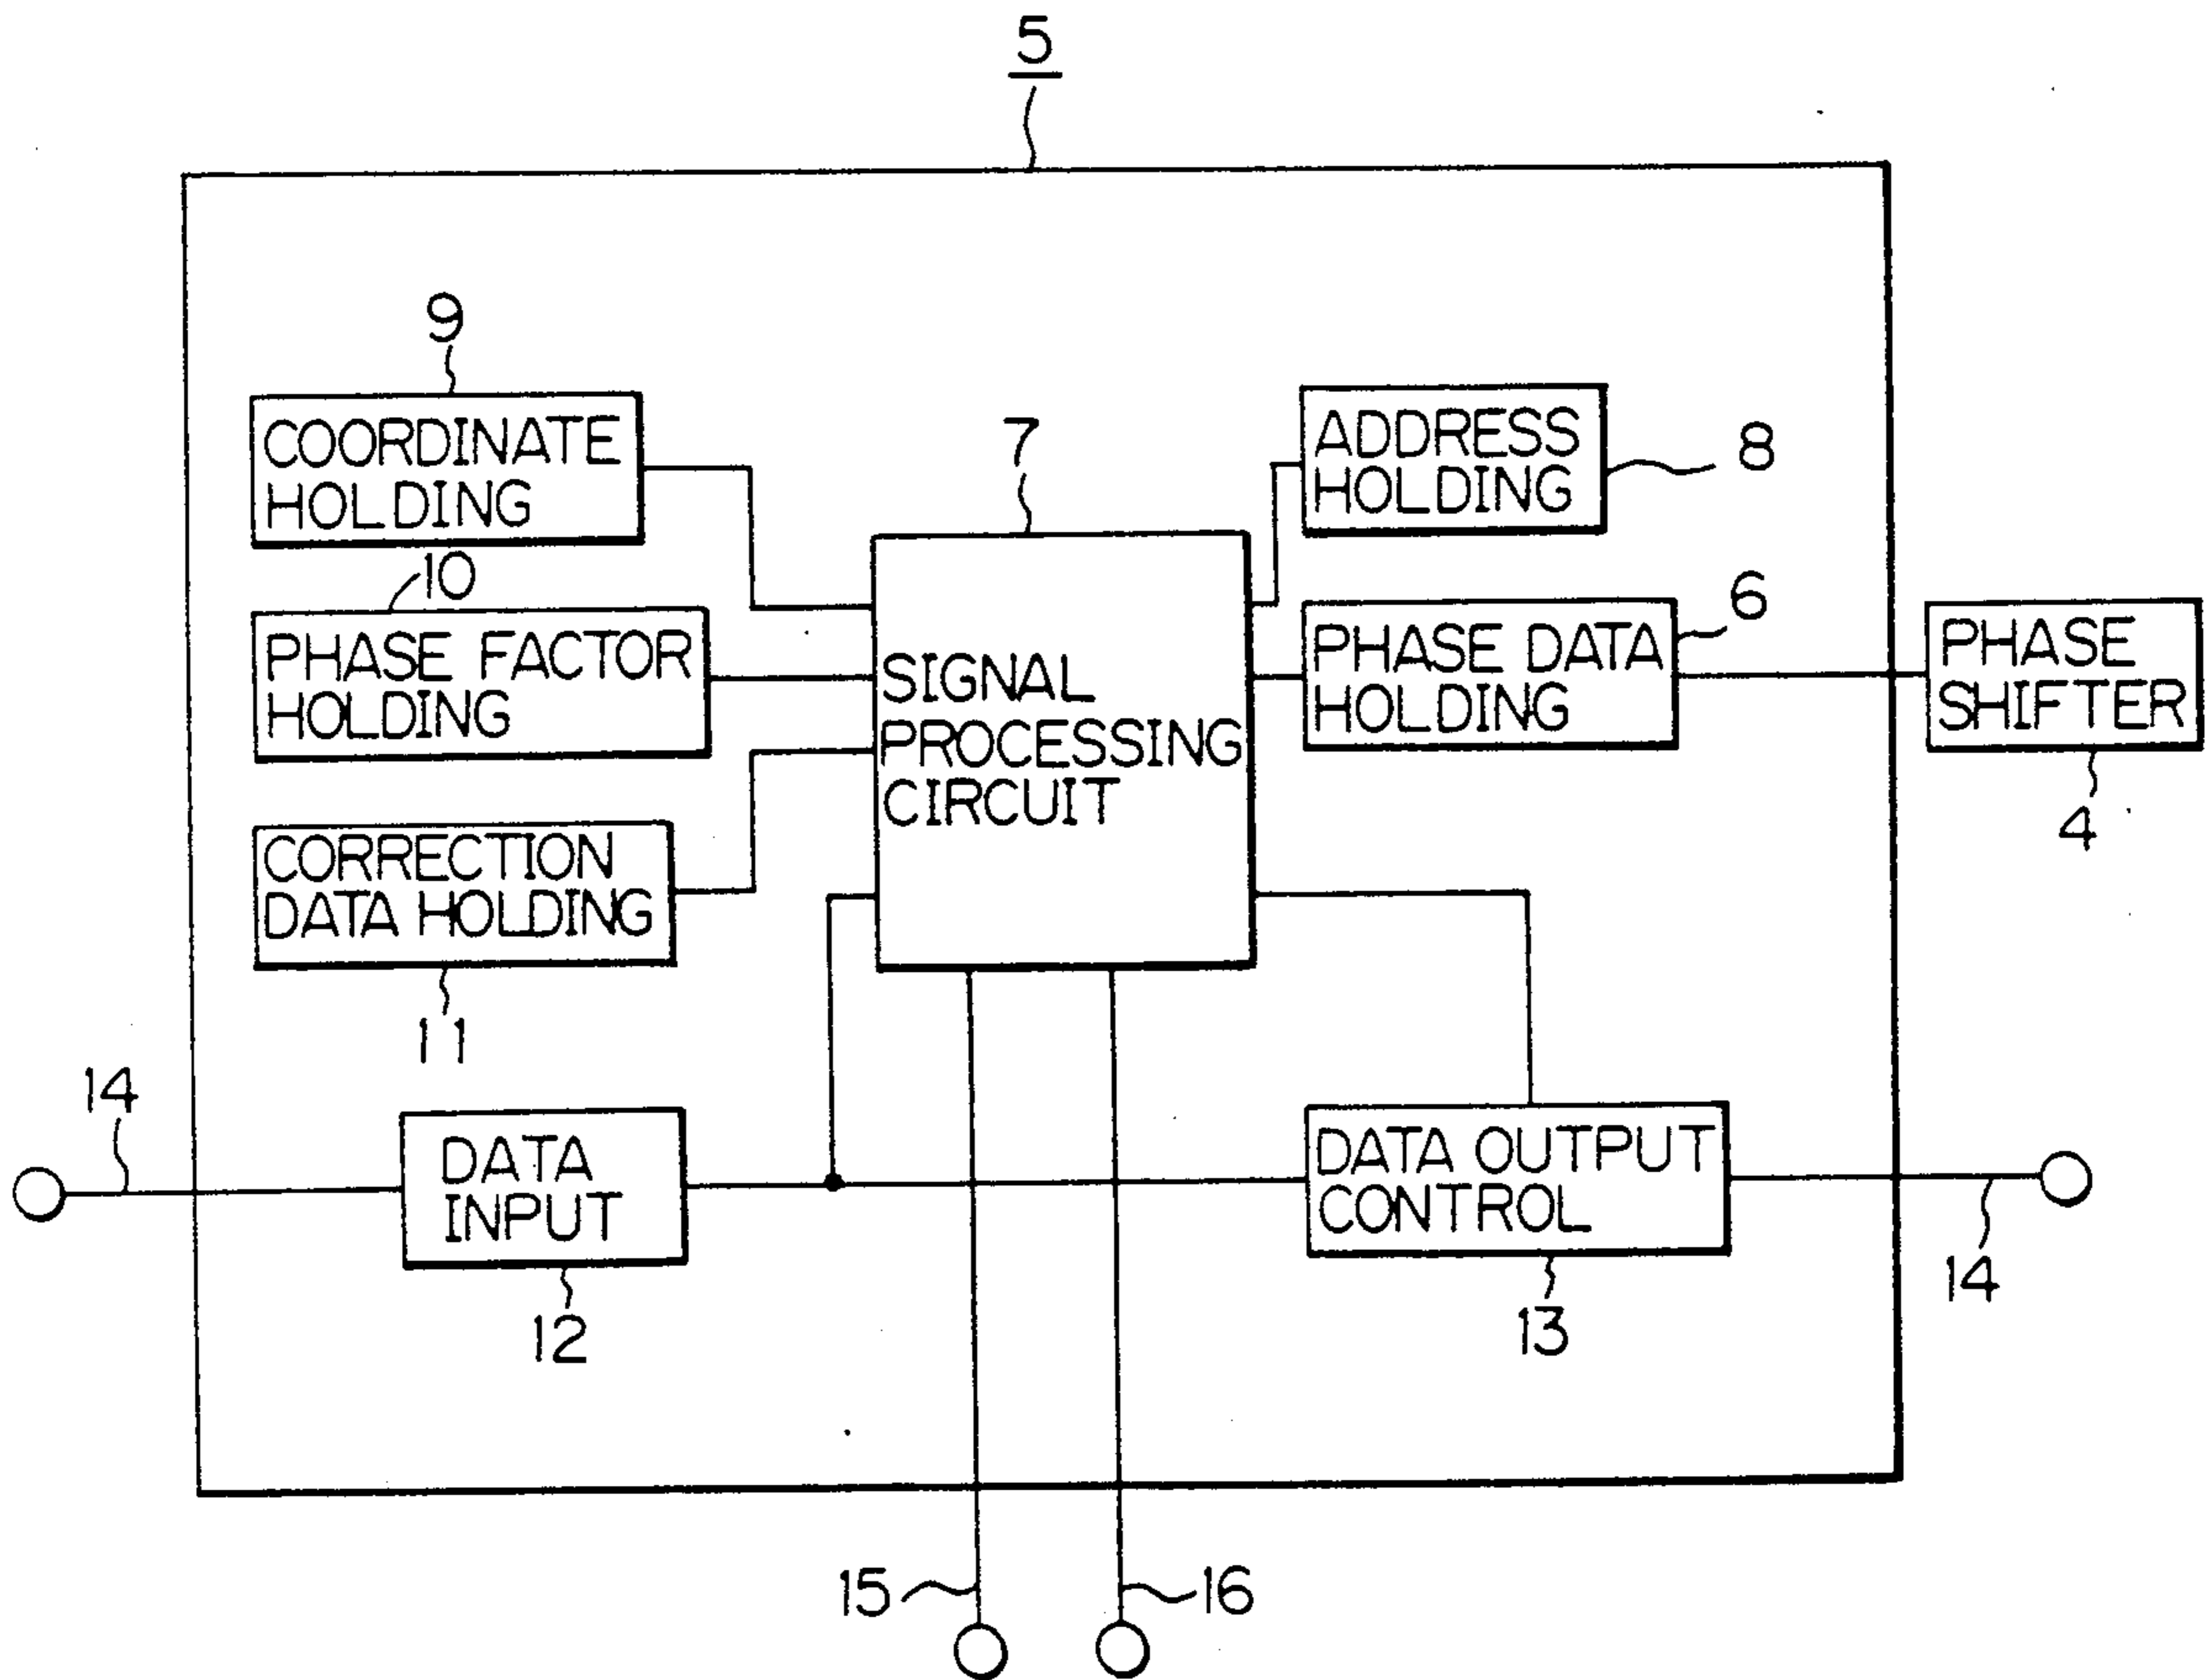 5
9
COORDINATE
HOLDING
7
ADDRESS
HOLDING
8
10
PHASE FACTOR
HOLDING
SIGNAL
PROCESSING
CIRCUIT
6
PHASE DATA
HOLDING
PHASE
SHIFTER
4
CORRECTION
DATA HOLDING
11
14
DATA
INPUT
12
DATA OUTPUT
CONTROL
13
14
15
16